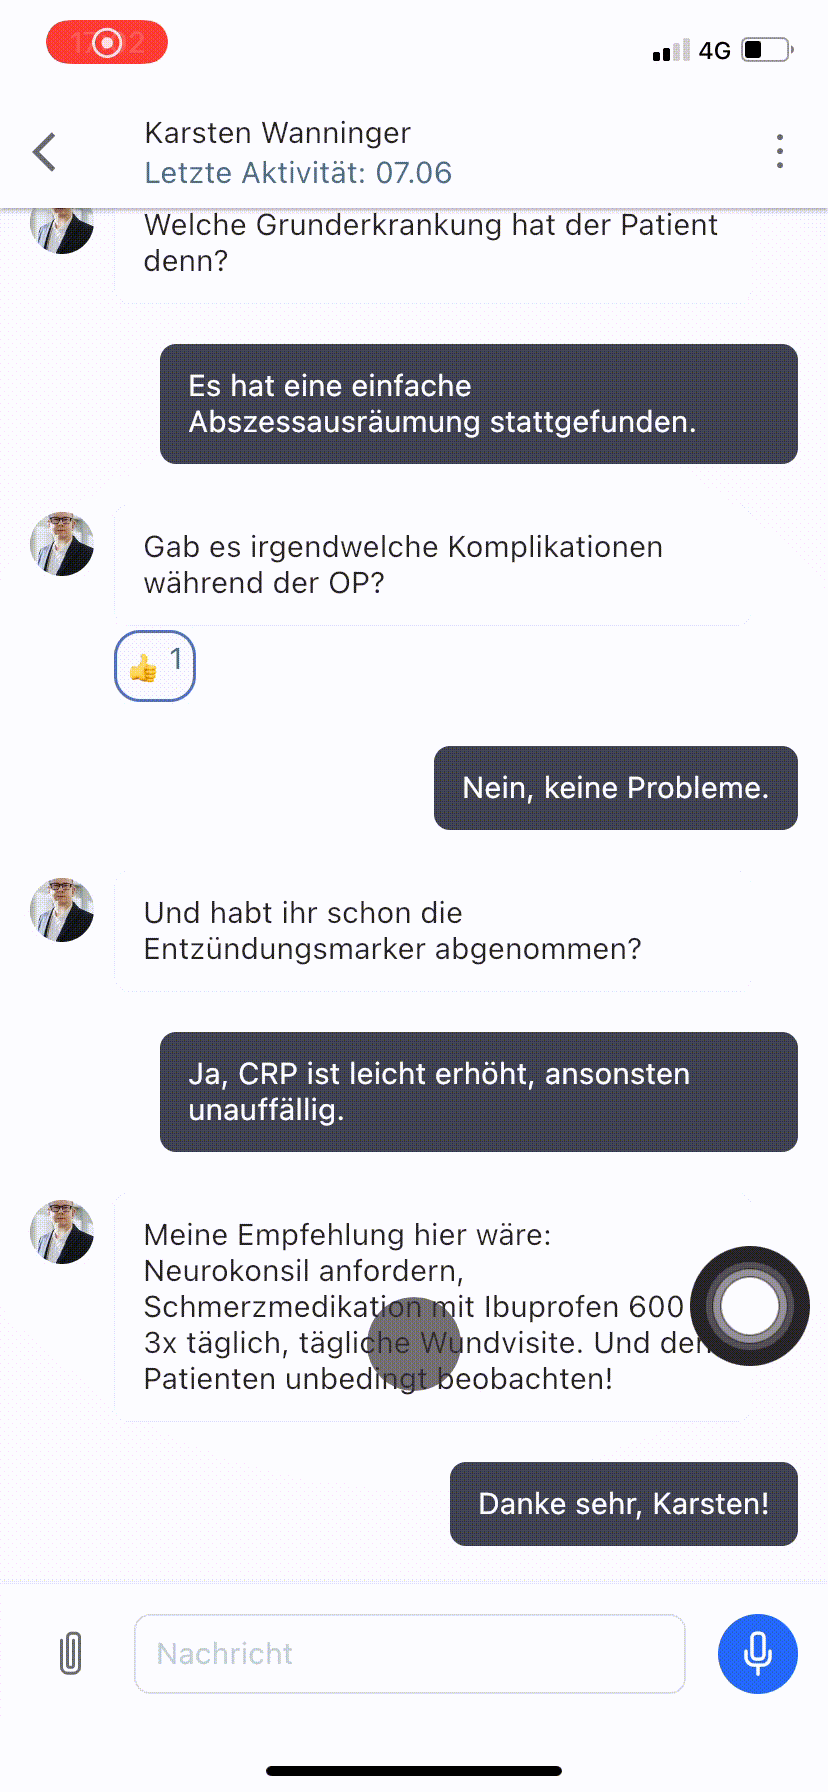 4G
Karsten Wanninger
Letzte Aktivität: 07.06
Welche Grunderkrankung hat der Patient
denn?
Es hat eine einfache
Abszessausräumung stattgefunden.
Gab es irgendwelche Komplikationen
während der OP?
👍 1
Nein, keine Probleme.
Und habt ihr schon die
Entzündungsmarker abgenommen?
Ja, CRP ist leicht erhöht, ansonsten
unauffällig.
Meine Empfehlung hier wäre:
Neurokonsil anfordern,
Schmerzmedikation mit Ibuprofen 600
3x täglich, tägliche Wundvisite. Und den
Patienten unbedingt beobachten!
Danke sehr, Karsten!
Nachricht